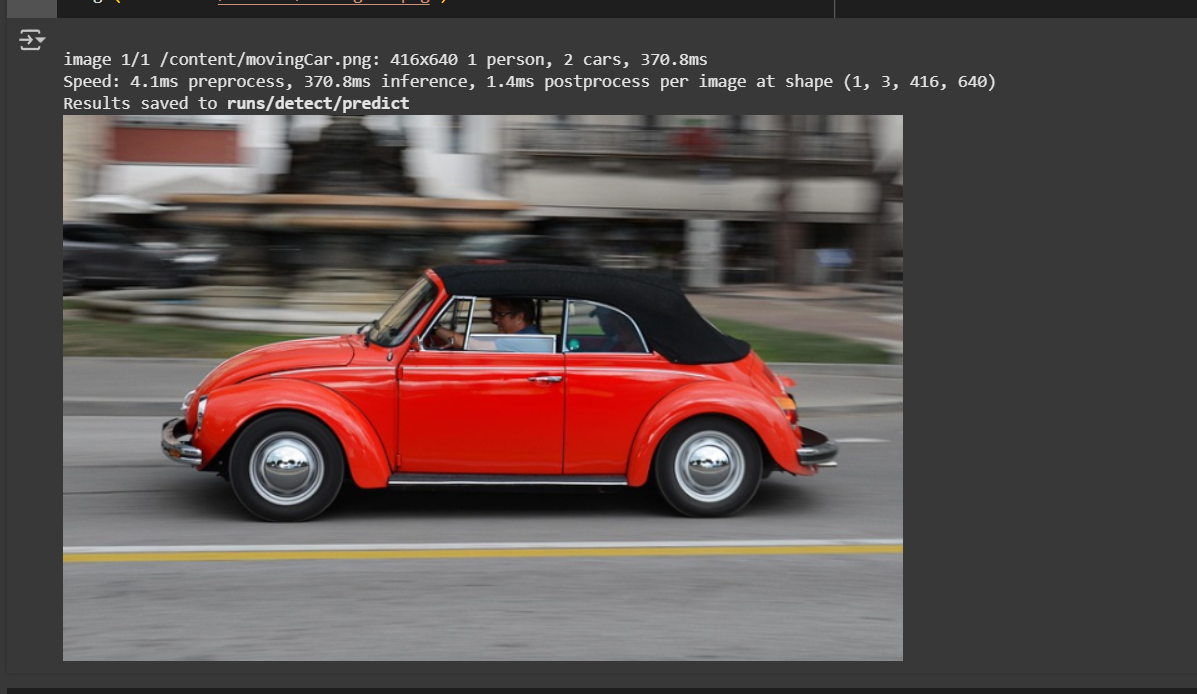 image 1/1 /content/movingCar.png: 416x640 1 person, 2 cars, 370.8ms
Speed: 4.1ms preprocess, 370.8ms inference, 1.4ms postprocess per image at shape (1, 3, 416, 640)
Results saved to runs/detect/predict